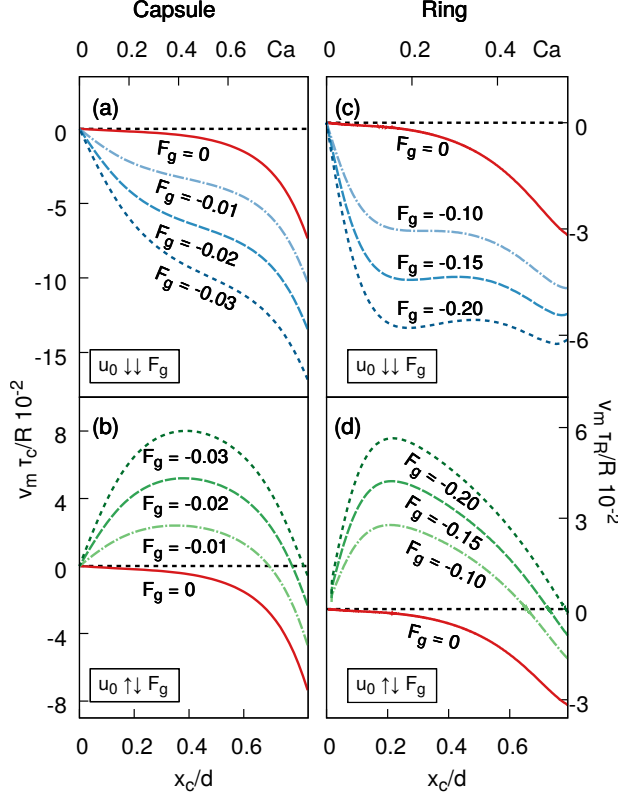 Capsule Ring
0 0.2 0.4 0.6 Ca
0 0.2 0.4 Ca
(a)
0
-5
-10
-15
F_g = 0
F_g = -0.01
F_g = -0.02
F_g = -0.03
u_0 ↓↓ F_g
(c)
0
-3
-6
F_g = 0
F_g = -0.10
F_g = -0.15
F_g = -0.20
u_0 ↓↓ F_g
v_m τ_c/R 10^-2
v_m τ_R/R 10^-2
(b)
8
4
0
-4
-8
F_g = -0.03
F_g = -0.02
F_g = -0.01
F_g = 0
u_0 ↑↓ F_g
(d)
6
3
0
-3
F_g = -0.20
F_g = -0.15
F_g = -0.10
F_g = 0
u_0 ↑↓ F_g
0 0.2 0.4 0.6
0 0.2 0.4 0.6
x_c/d x_c/d